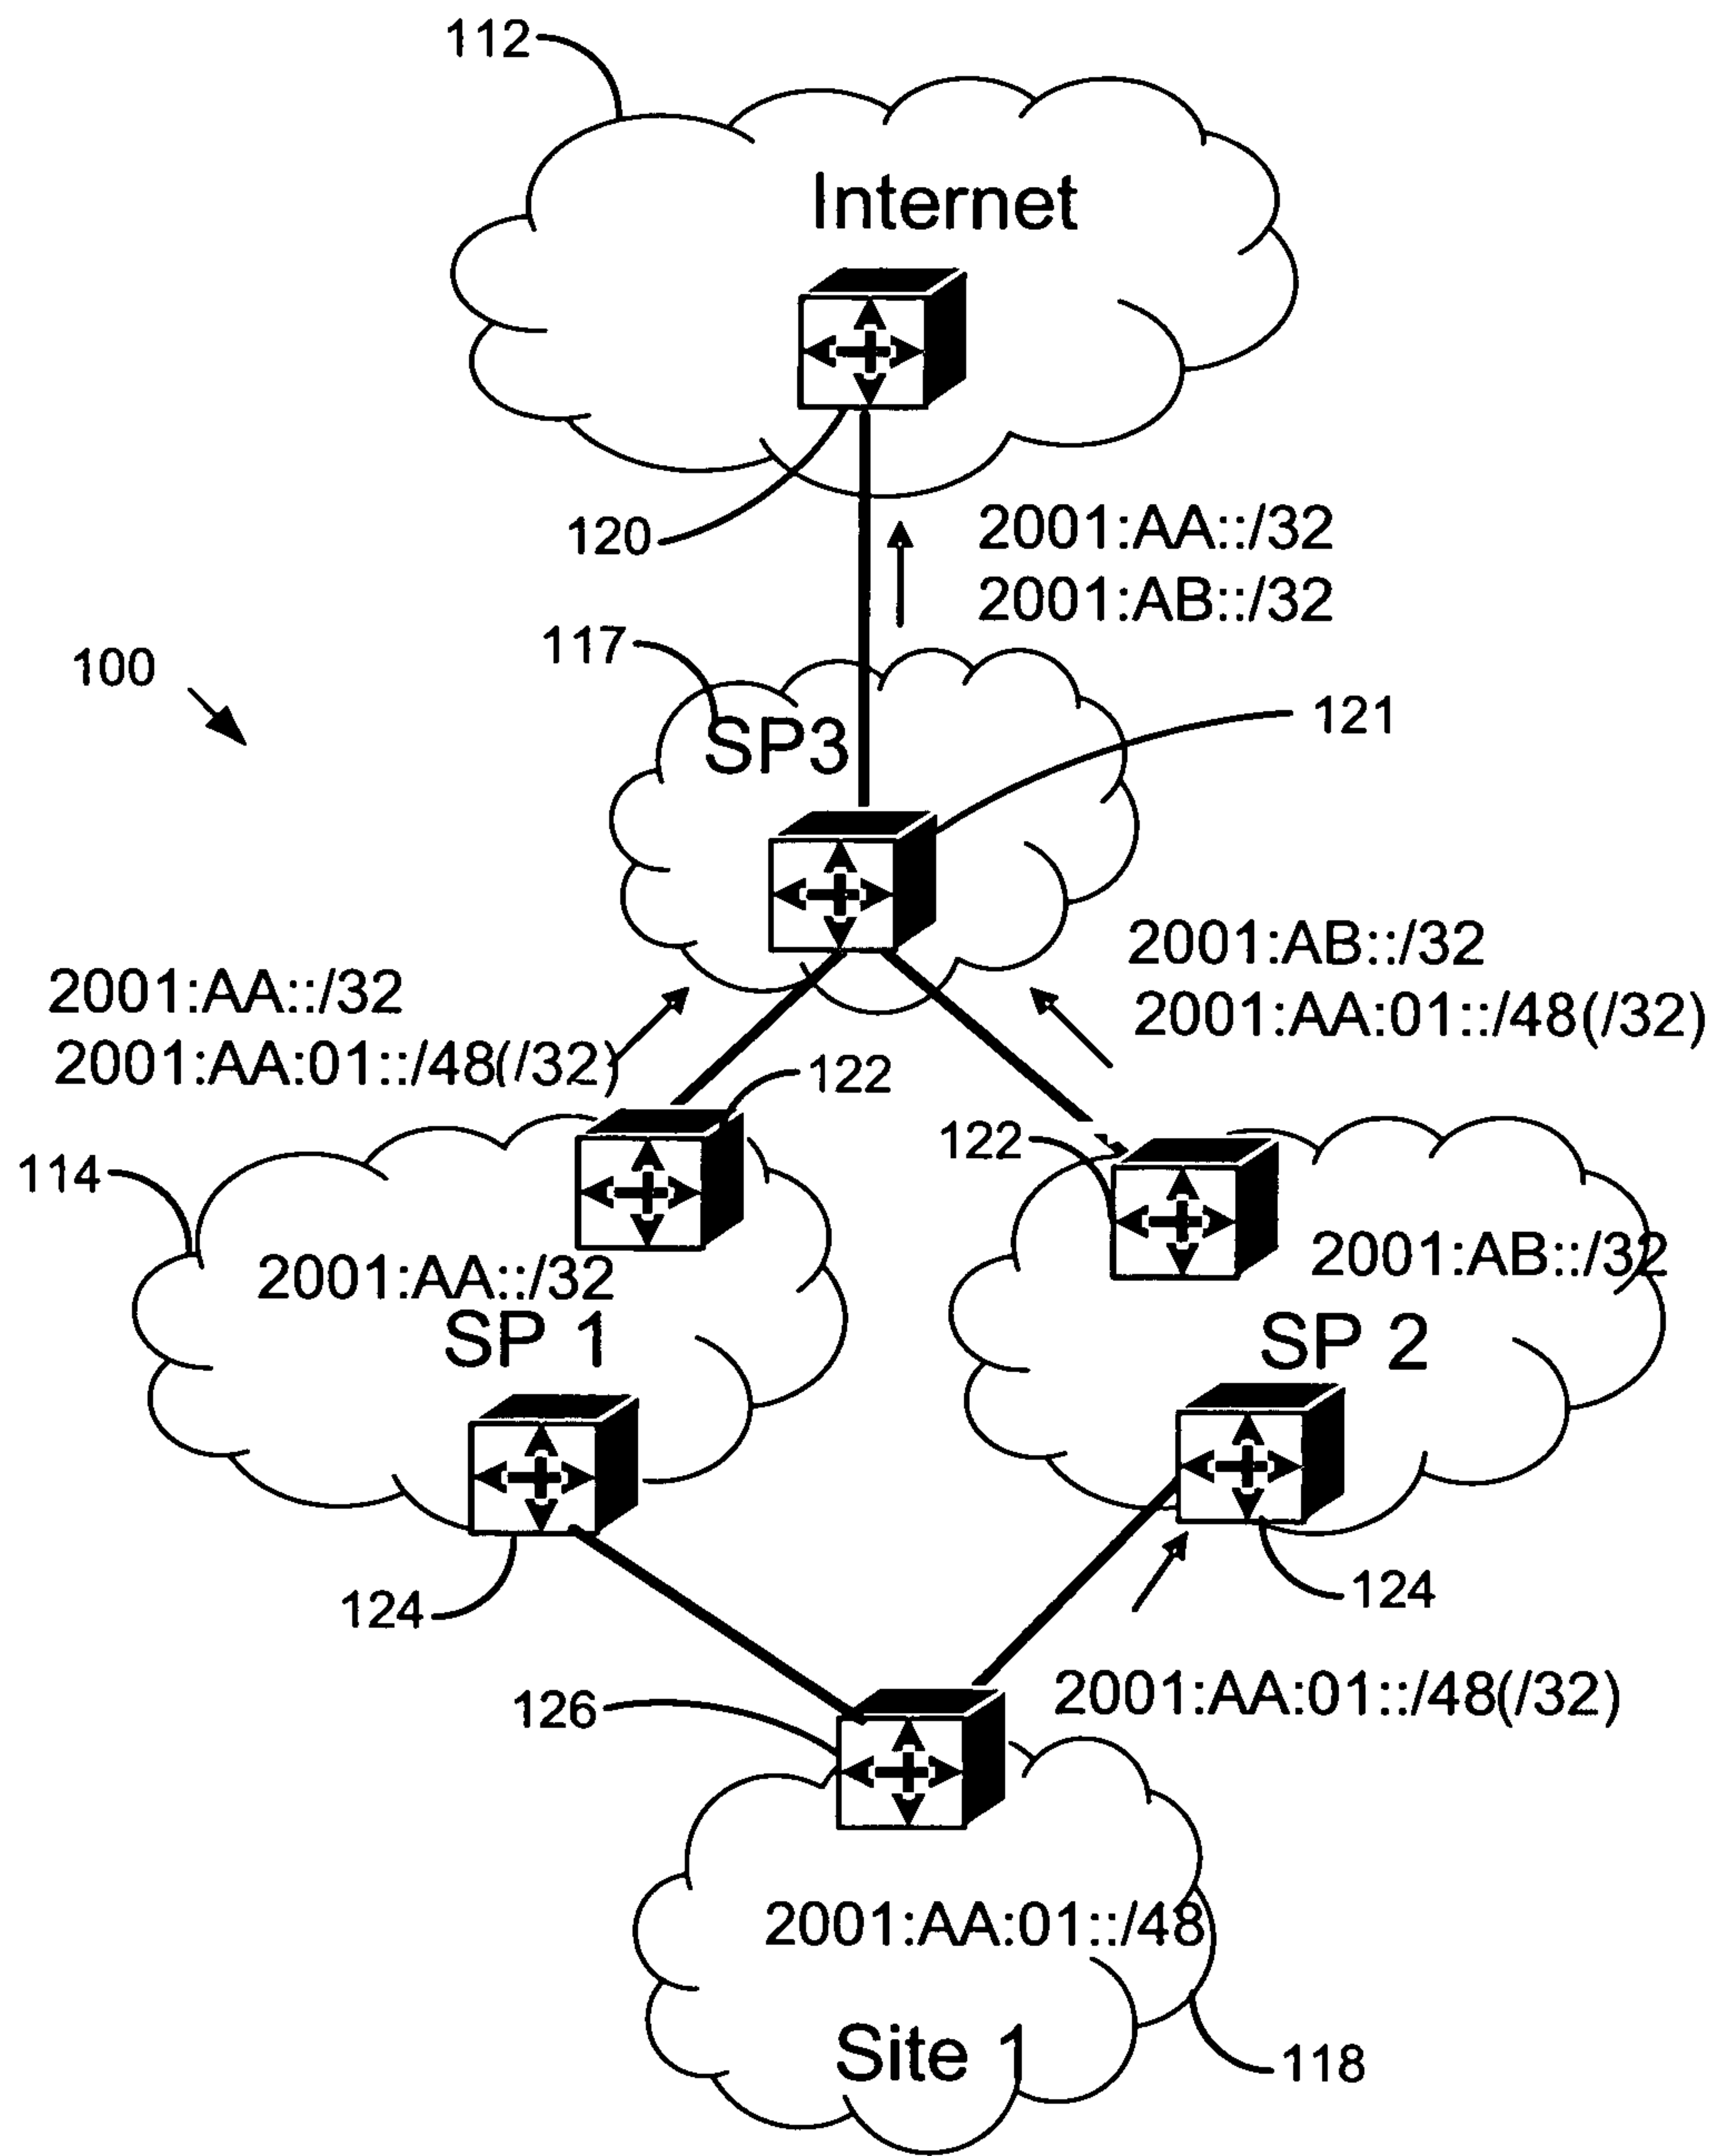 112
Internet
120
2001:AA::/32
2001:AB::/32
117
100
SP3
121
2001:AB::/32
2001:AA::/32
2001:AA:01::/48(/32)
2001:AA:01::/48(/32)
122
122
114
2001:AA::/32
2001:AB::/32
SP 1
SP 2
124
124
126
2001:AA:01::/48(/32)
2001:AA:01::/48
Site 1
118